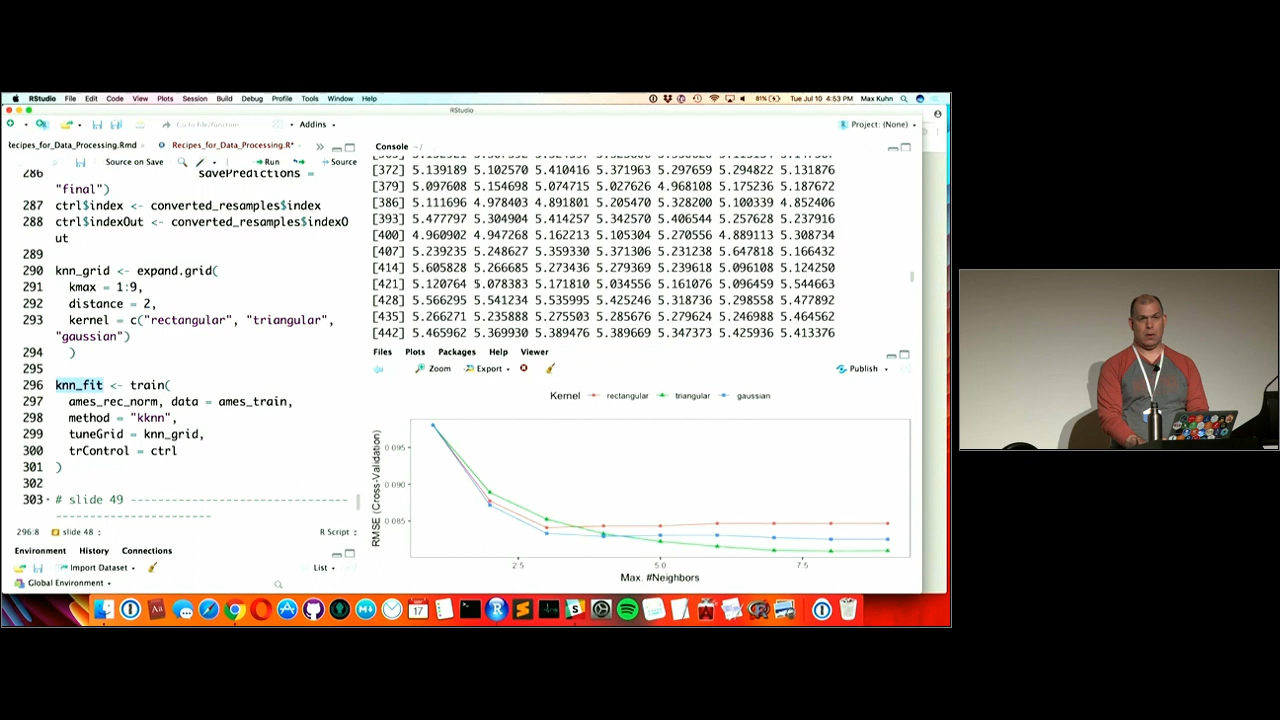 RStudio File Edit Code View Plots Session Build Debug Profile Tools Window Help 81% Tue Jul 10 4:53 PM Max Kuhn
RStudio
Go to file/function Addins Project: (None)
Recipes_for_Data_Processing.Rmd Recipes_for_Data_Processing.R*
Source on Save Run Source
286 savePredictions =
"final")
287 ctrl$index <- converted_resamples$index
288 ctrl$indexOut <- converted_resamples$indexO
ut
289
290 knn_grid <- expand.grid(
291 kmax = 1:9,
292 distance = 2,
293 kernel = c("rectangular", "triangular",
"gaussian")
294 )
295
296 knn_fit <- train(
297 ames_rec_norm, data = ames_train,
298 method = "kknn",
299 tuneGrid = knn_grid,
300 trControl = ctrl
301 )
302
303 # slide 49 --------------------------------
-----------------------
296:8 slide 48 R Script
Environment History Connections
Import Dataset List
Global Environment
Console ~/
[372] 5.139189 5.102570 5.410416 5.371963 5.297659 5.294822 5.131876
[379] 5.097608 5.154698 5.074715 5.027626 4.968108 5.175236 5.187672
[386] 5.111696 4.978403 4.891801 5.205470 5.328200 5.100339 4.852406
[393] 5.477797 5.304904 5.414257 5.342570 5.406544 5.257628 5.237916
[400] 4.960902 4.947268 5.162213 5.105304 5.270556 4.889113 5.308734
[407] 5.239235 5.248627 5.359330 5.371306 5.231238 5.647818 5.166432
[414] 5.605828 5.266685 5.273436 5.279369 5.239618 5.096108 5.124250
[421] 5.120764 5.078383 5.171810 5.034556 5.161076 5.096459 5.544663
[428] 5.566295 5.541234 5.535995 5.425246 5.318736 5.298558 5.477892
[435] 5.266271 5.235888 5.275503 5.285676 5.279624 5.246988 5.464562
[442] 5.465962 5.369930 5.389476 5.389669 5.347373 5.425936 5.413376
Files Plots Packages Help Viewer
Zoom Export Publish
Kernel rectangular triangular gaussian
RMSE (Cross-Validation)
0.095
0.090
0.085
2.5 5.0 7.5
Max. #Neighbors
17